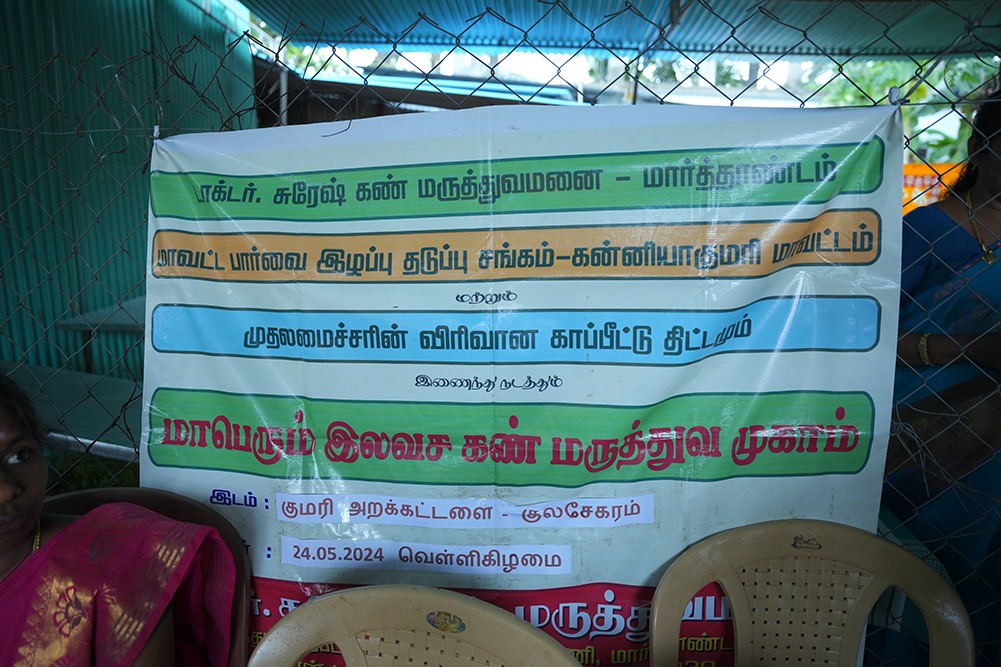 டாக்டர். சுரேஷ் கண் மருத்துவமனை – மார்த்தாண்டம்
மாவட்ட பார்வை இழப்பு தடுப்பு சங்கம்–கன்னியாகுமரி மாவட்டம்
மற்றும்
முதலமைச்சரின் விரிவான காப்பீட்டு திட்டமும்
இணைந்து நடத்தும்
மாபெரும் இலவச கண் மருத்துவ முகாம்
இடம் : குமரி அறக்கட்டளை - குலசேகரம்
: 24.05.2024 வெள்ளிகிழமை